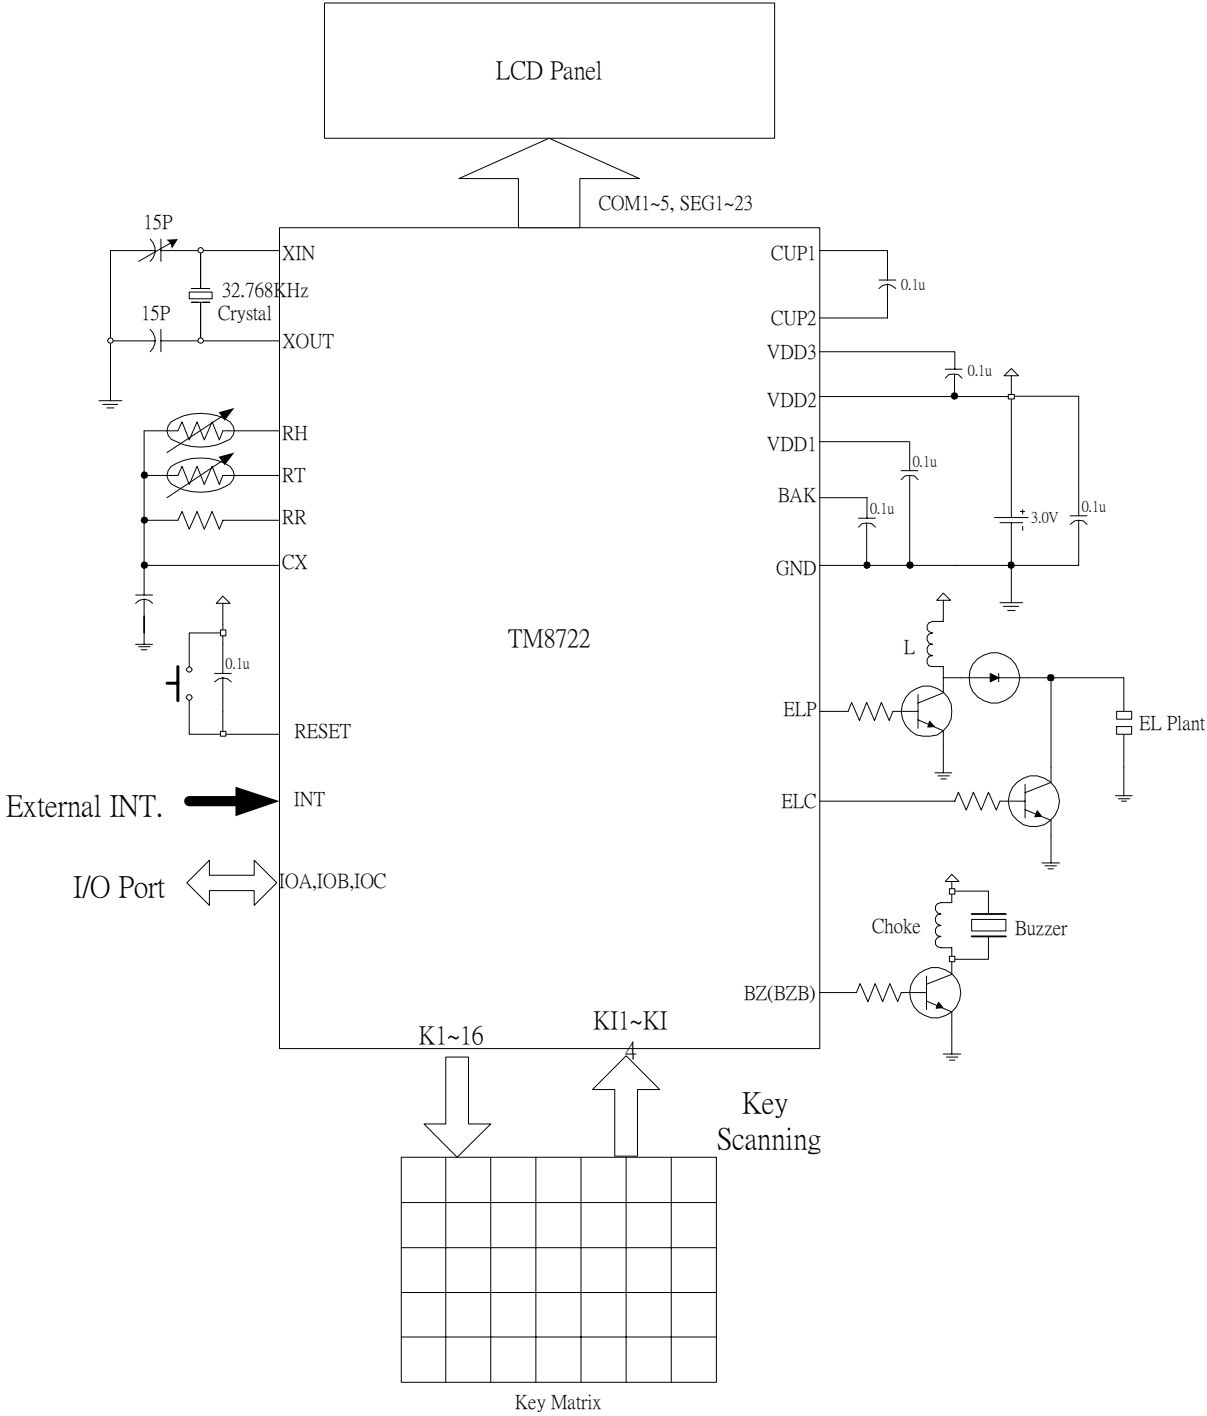 LCD Panel
COM1~5, SEG1~23
15P
XIN
CUP1
32.768KHz
Crystal
0.1u
15P
CUP2
XOUT
VDD3
0.1u
VDD2
RH
VDD1
0.1u
RT
BAK
0.1u
3.0V
+
-
0.1u
RR
CX
GND
TM8722
L
0.1u
ELP
EL Plant
RESET
External INT.
INT
ELC
I/O Port
IOA,IOB,IOC
Choke
Buzzer
BZ(BZB)
K1~16
KI1~KI
4
Key
Scanning
Key Matrix